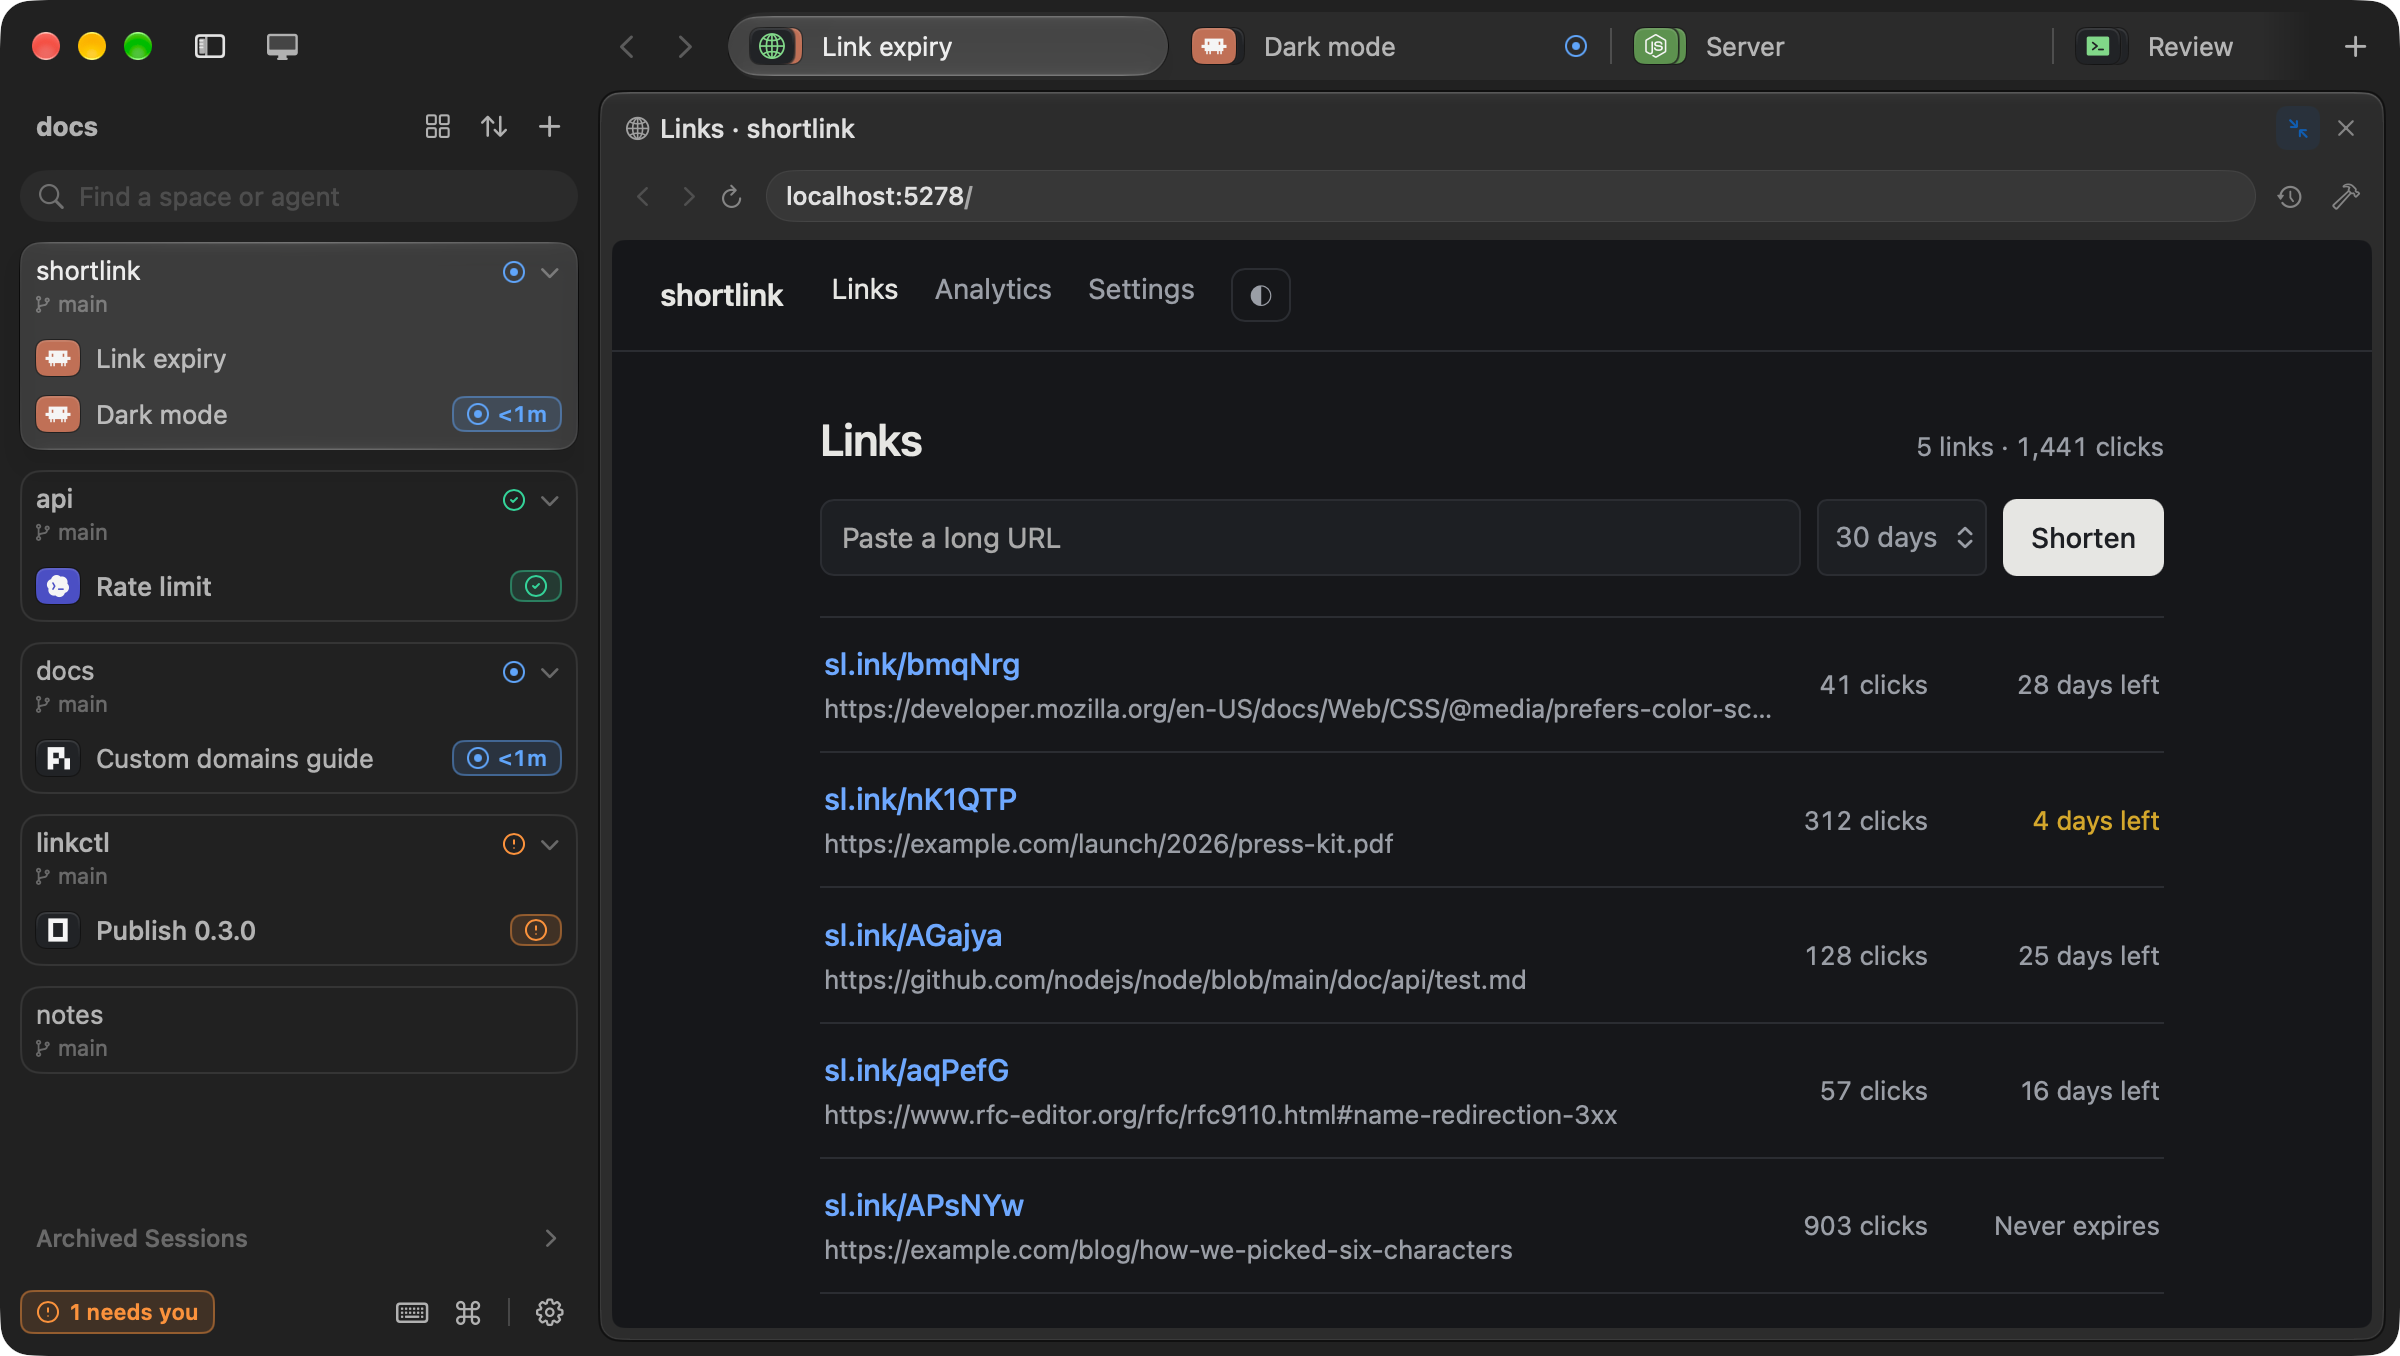 Link expiry
Dark mode
Server
Review
docs
Find a space or agent
shortlink
main
Link expiry
Dark mode
<1m
api
main
Rate limit
docs
main
Custom domains guide
<1m
linkctl
main
Publish 0.3.0
notes
main
Archived Sessions
1 needs you
Links · shortlink
localhost:5278/
shortlink
Links
Analytics
Settings
Links
5 links · 1,441 clicks
Paste a long URL
30 days
Shorten
sl.ink/bmqNrg
https://developer.mozilla.org/en-US/docs/Web/CSS/@media/prefers-color-sc...
41 clicks
28 days left
sl.ink/nK1QTP
https://example.com/launch/2026/press-kit.pdf
312 clicks
4 days left
sl.ink/AGajya
https://github.com/nodejs/node/blob/main/doc/api/test.md
128 clicks
25 days left
sl.ink/aqPefG
https://www.rfc-editor.org/rfc/rfc9110.html#name-redirection-3xx
57 clicks
16 days left
sl.ink/APsNYw
https://example.com/blog/how-we-picked-six-characters
903 clicks
Never expires